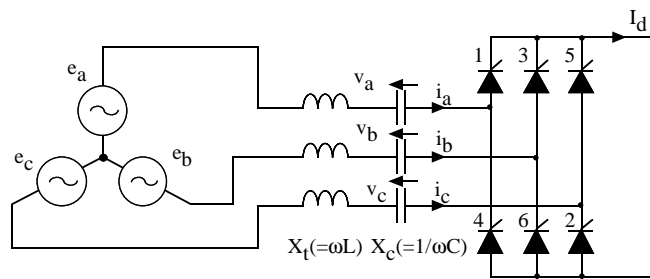 I_d
1 3 5
e_a
v_a
i_a
v_b
i_b
e_c
e_b
v_c
i_c
4 6 2
X_t(=ωL) X_c(=1/ωC)